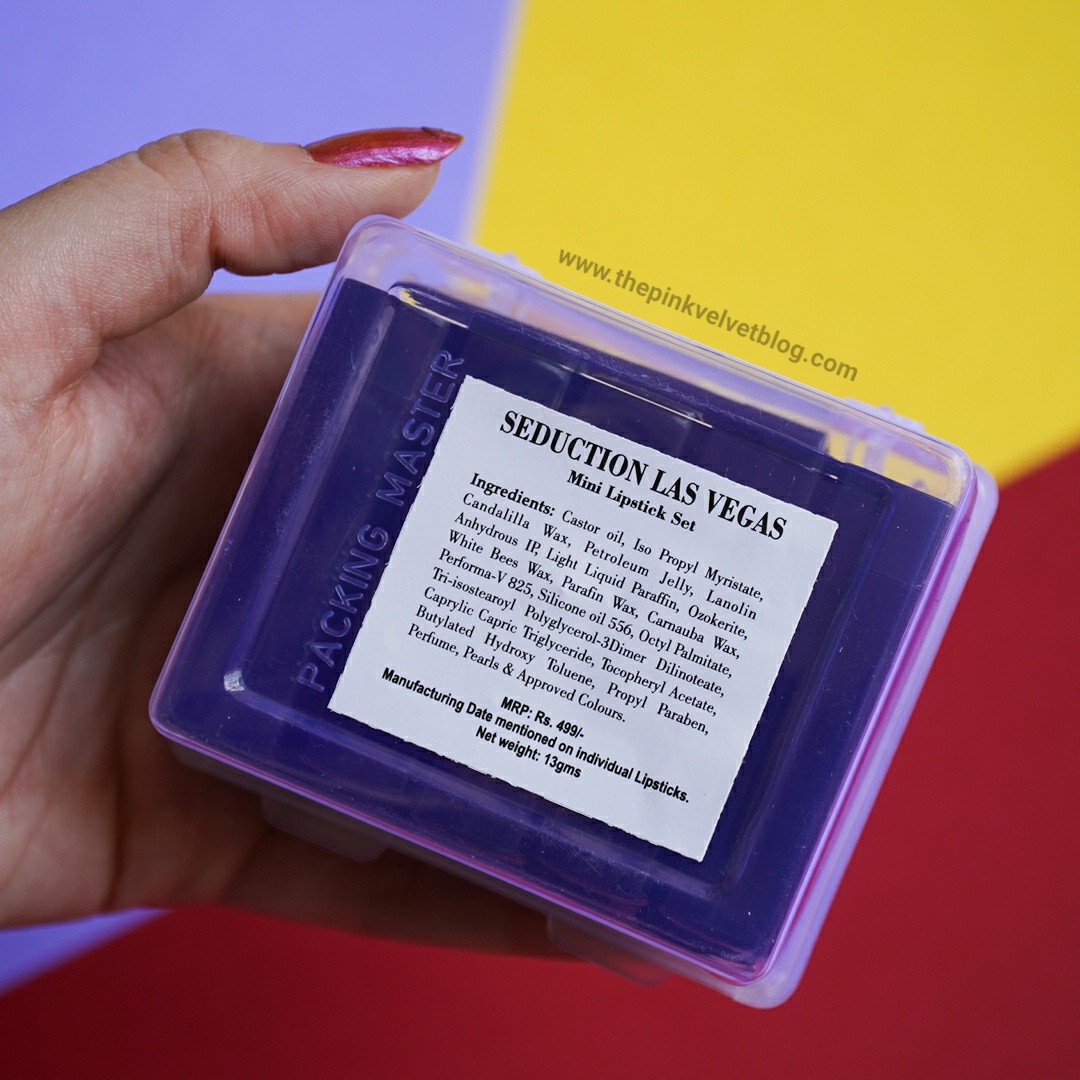 www.thepinkvelvetblog.com
PACKING MASTER
SEDUCTION LAS VEGAS
Mini Lipstick Set
Ingredients: Castor oil, Iso Propyl Myristate,
Candalilla Wax, Petroleum Jelly, Lanolin
Anhydrous IP, Light Liquid Paraffin, Ozokerite,
White Bees Wax, Parafin Wax, Carnauba Wax,
Performa-V 825, Silicone oil 556, Octyl Palmitate,
Tri-isostearoyl Polyglycerol-3Dimer Dilinoteate,
Caprylic Capric Triglyceride, Tocopheryl Acetate,
Butylated Hydroxy Toluene, Propyl Paraben,
Perfume, Pearls & Approved Colours.
MRP: Rs. 499/-
Manufacturing Date mentioned on individual Lipsticks.
Net weight: 13gms